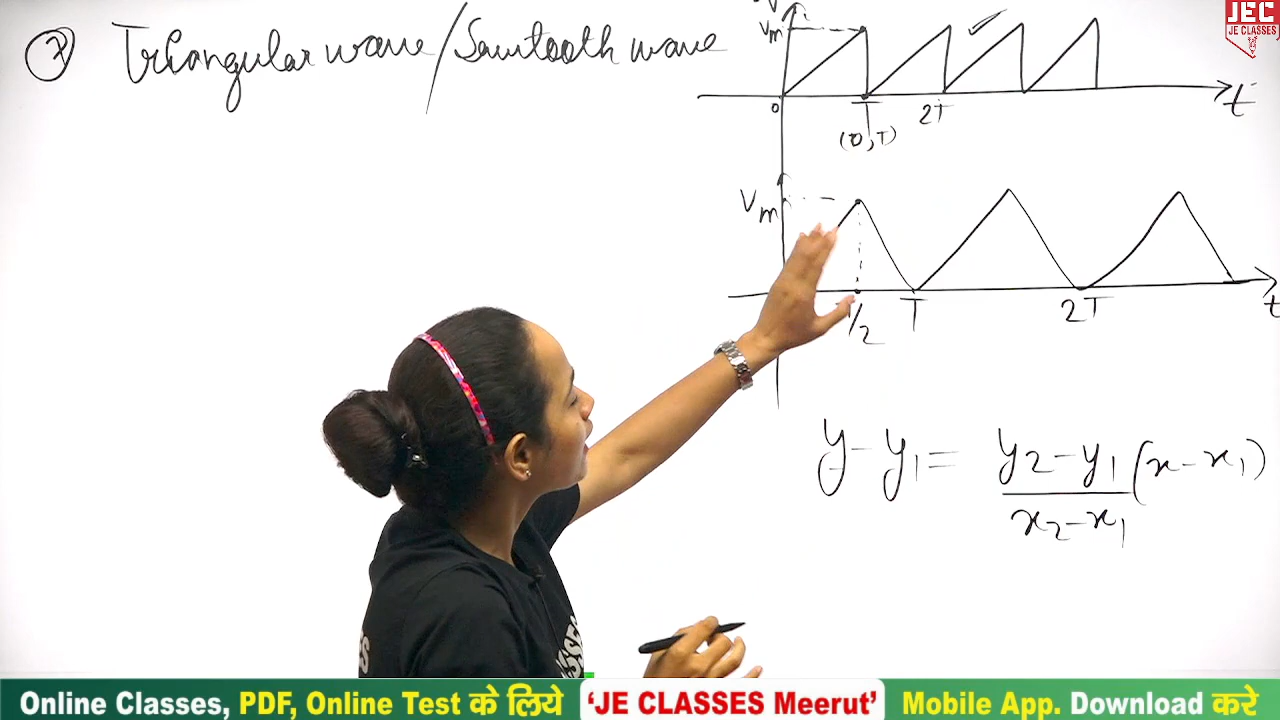 7 Triangular wave/Sawtooth wave
V
Vm
0 T 2T t
(0,T)
Vm
T/2 T 2T t
y-y₁= y₂-y₁/x₂-x₁ (x-x₁)
JEC
JE CLASSES
Online Classes, PDF, Online Test के लिये 'JE CLASSES Meerut' Mobile App. Download करे